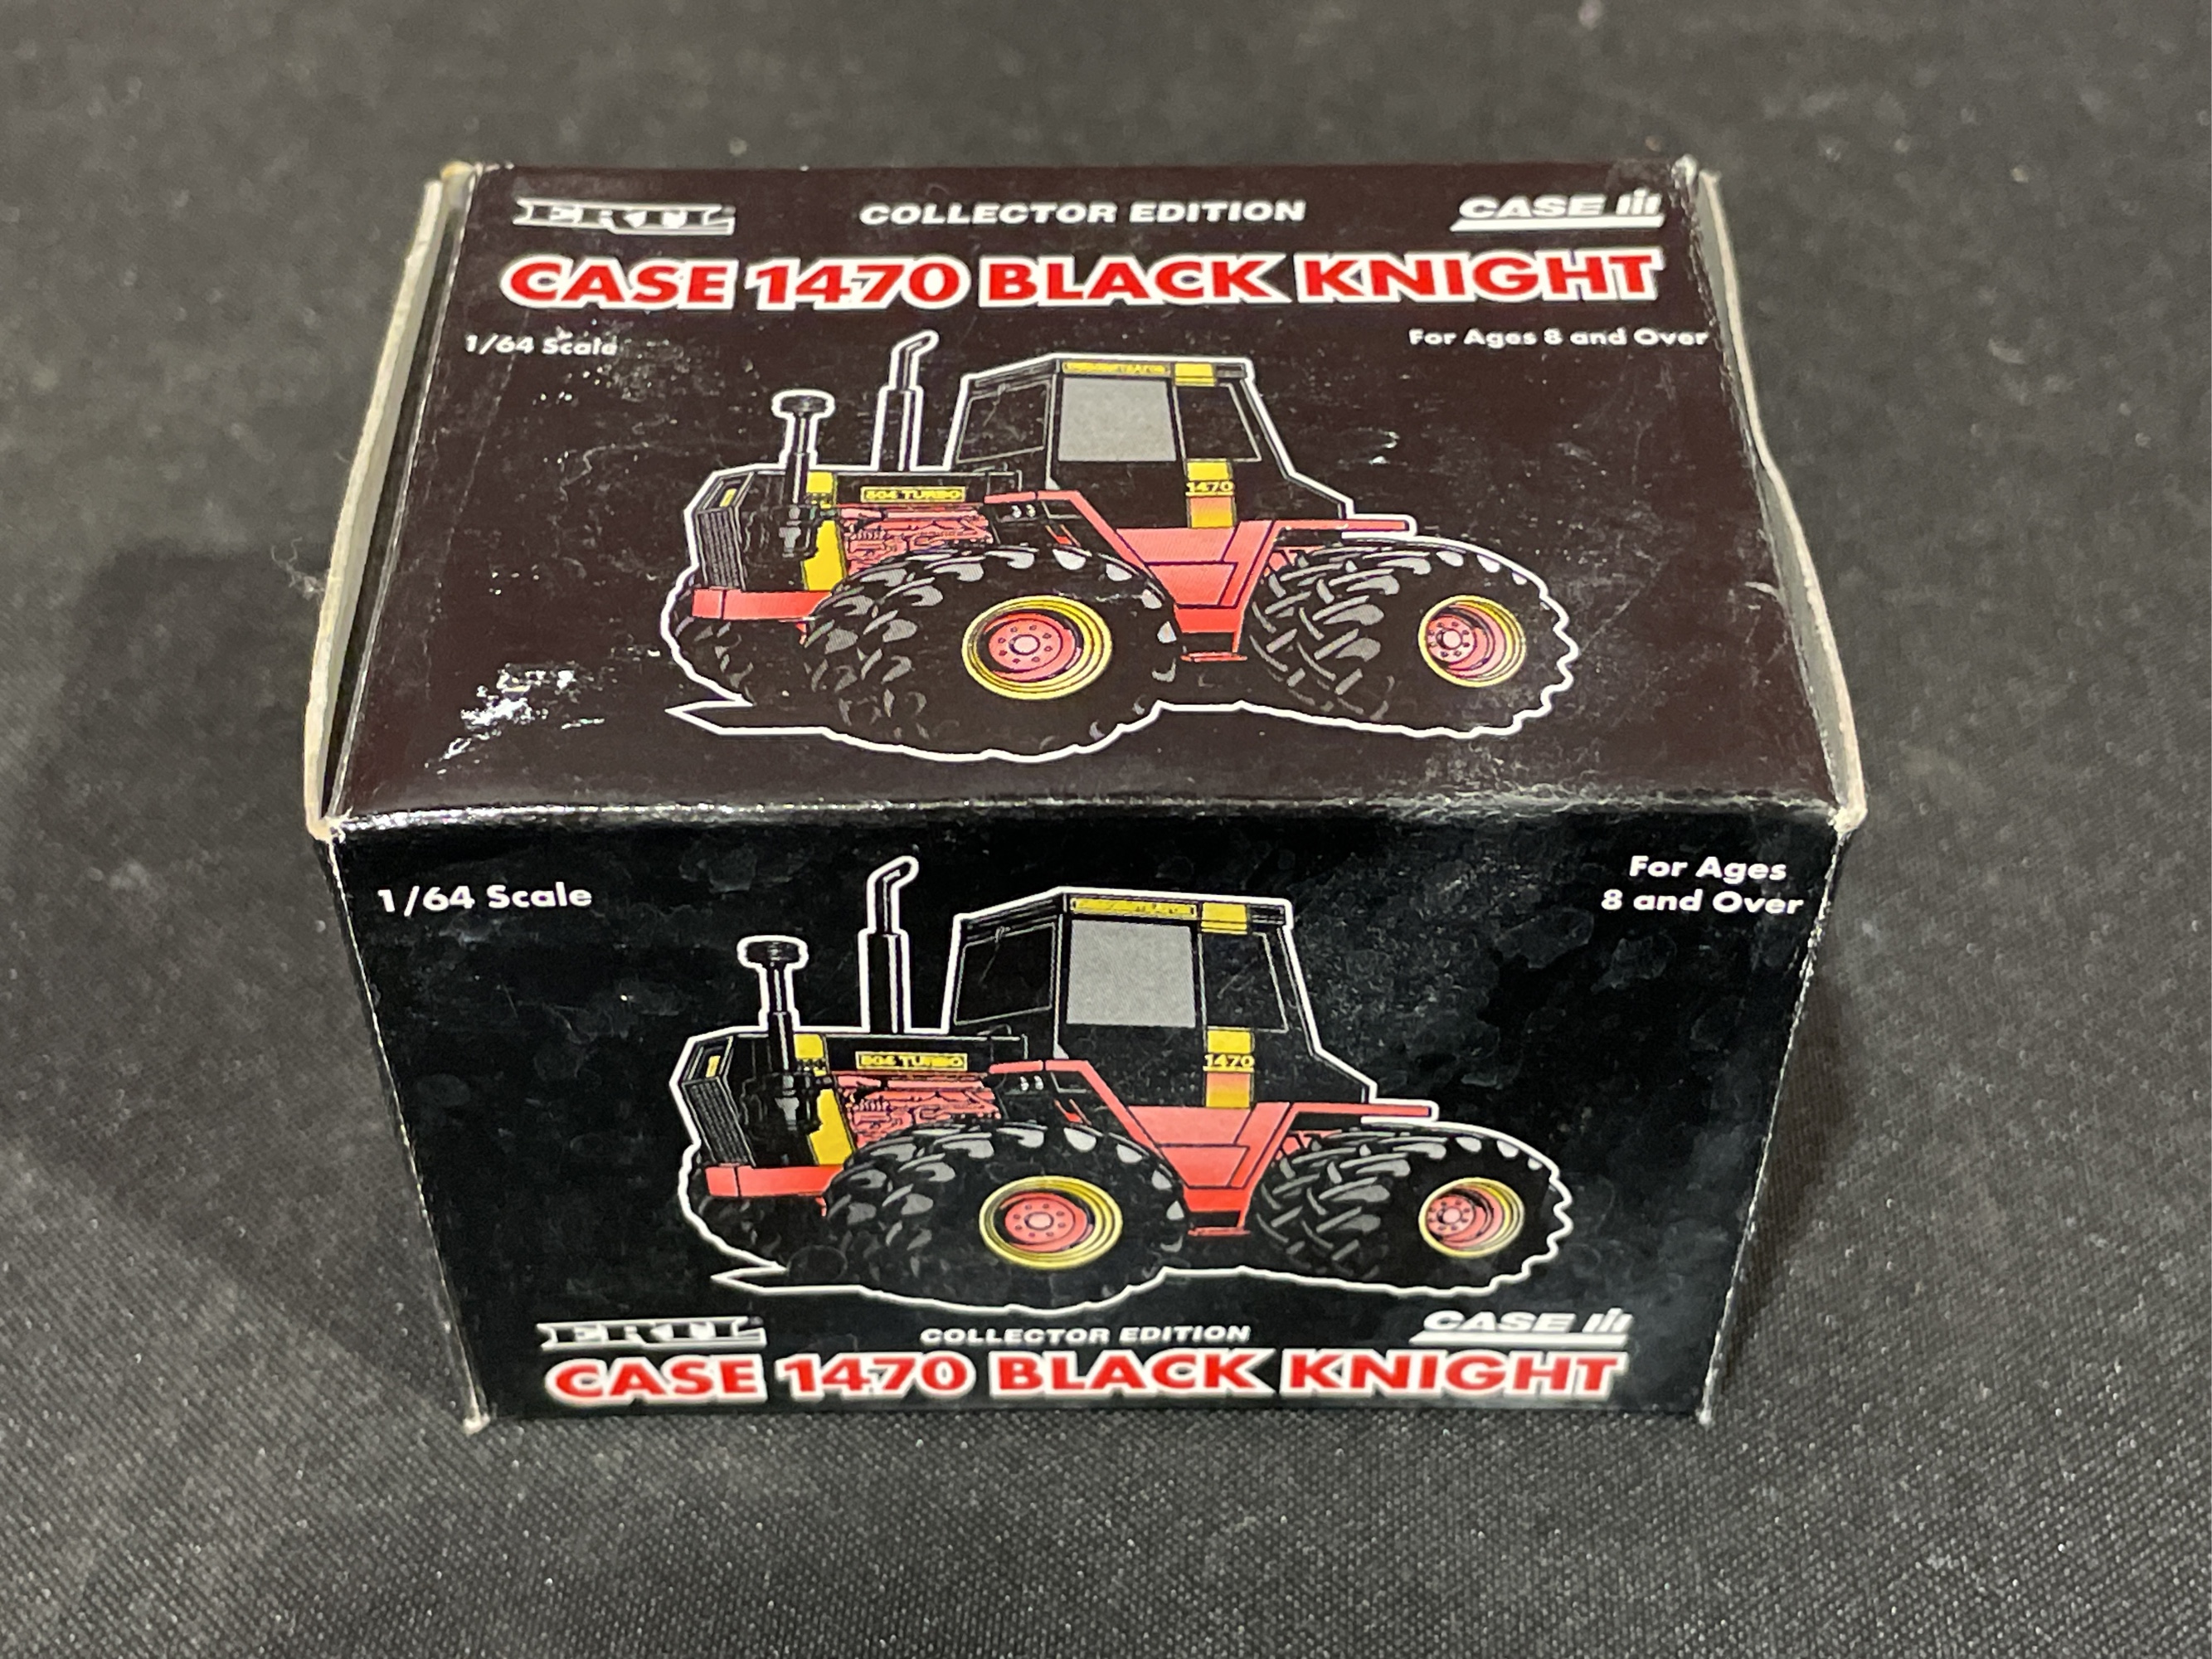 ERTL COLLECTOR EDITION CASE IH
CASE 1470 BLACK KNIGHT
1/64 Scale For Ages 8 and Over
504 TURBO
1470
1/64 Scale
For Ages
8 and Over
504 TURBO
1470
ERTL COLLECTOR EDITION CASE IH
CASE 1470 BLACK KNIGHT